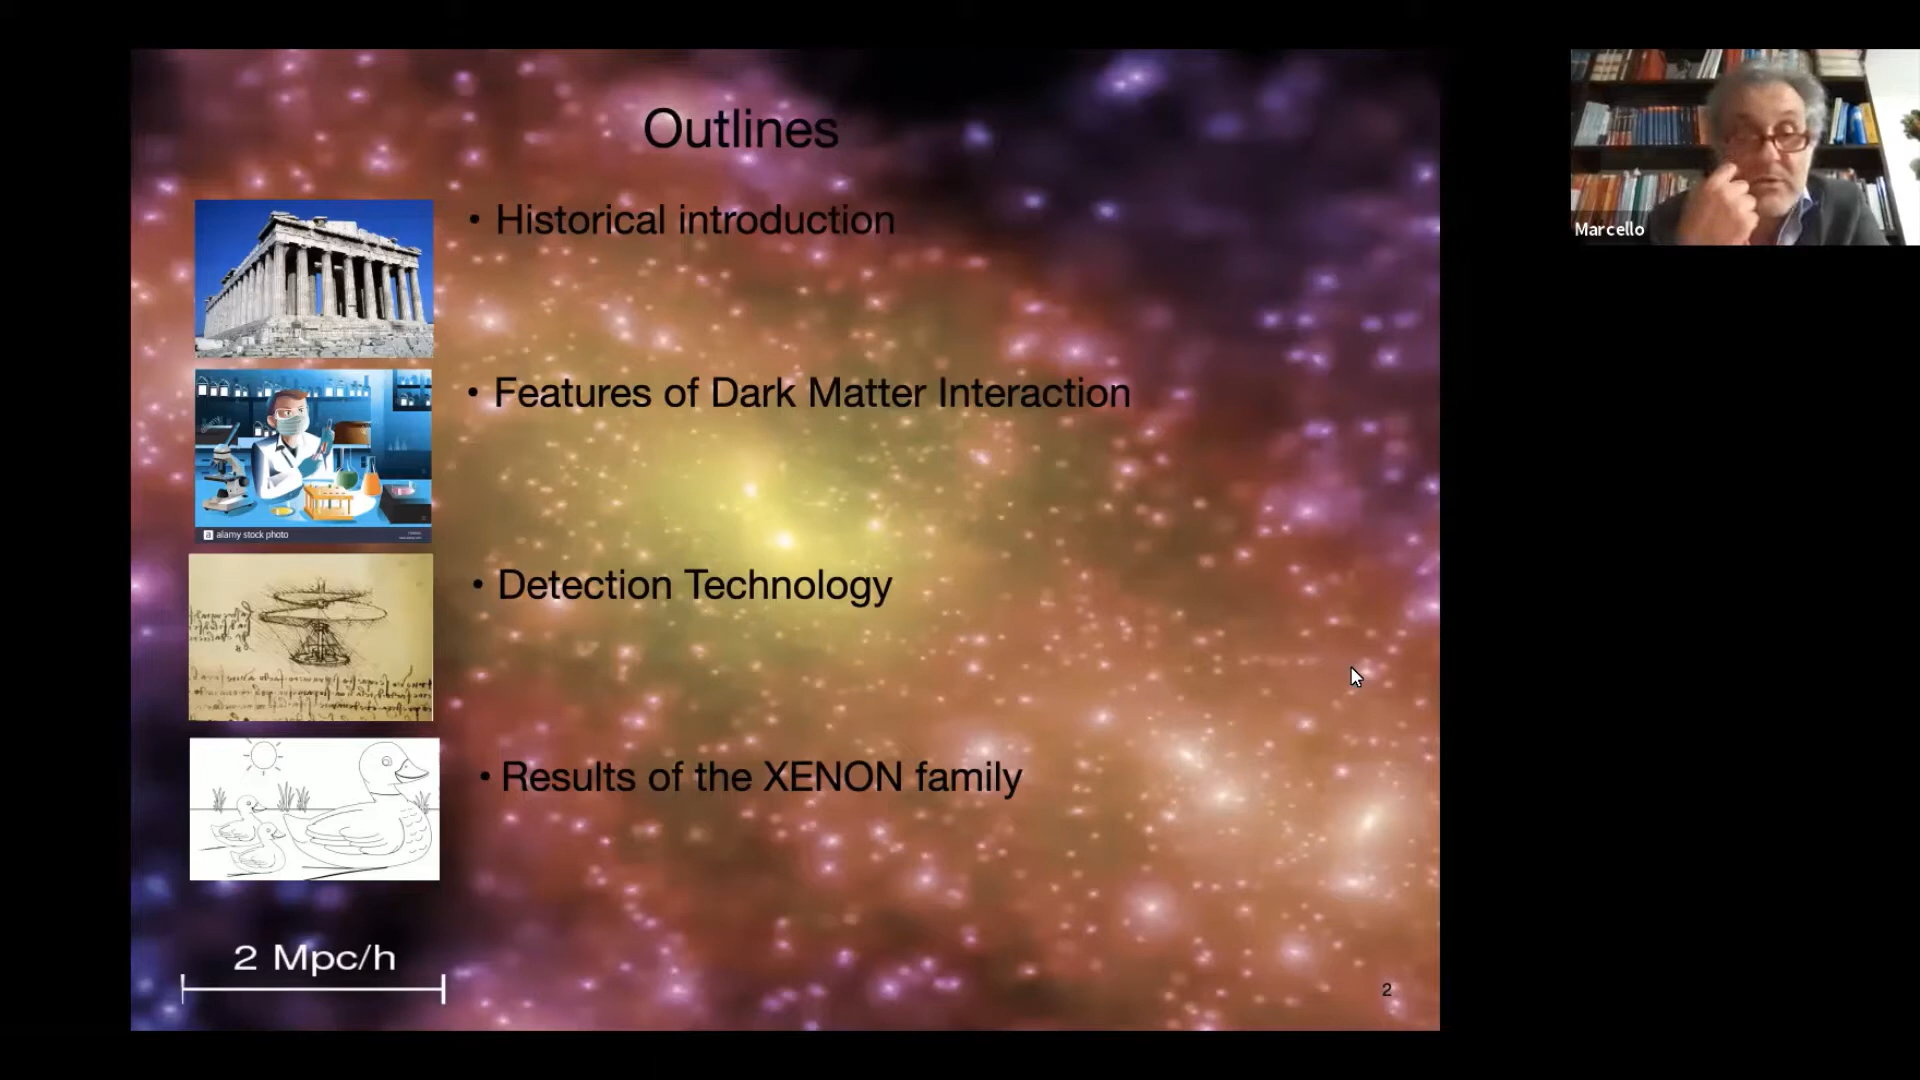 Outlines
• Historical introduction
• Features of Dark Matter Interaction
a alamy stock photo
• Detection Technology
• Results of the XENON family
2 Mpc/h
2
Marcello